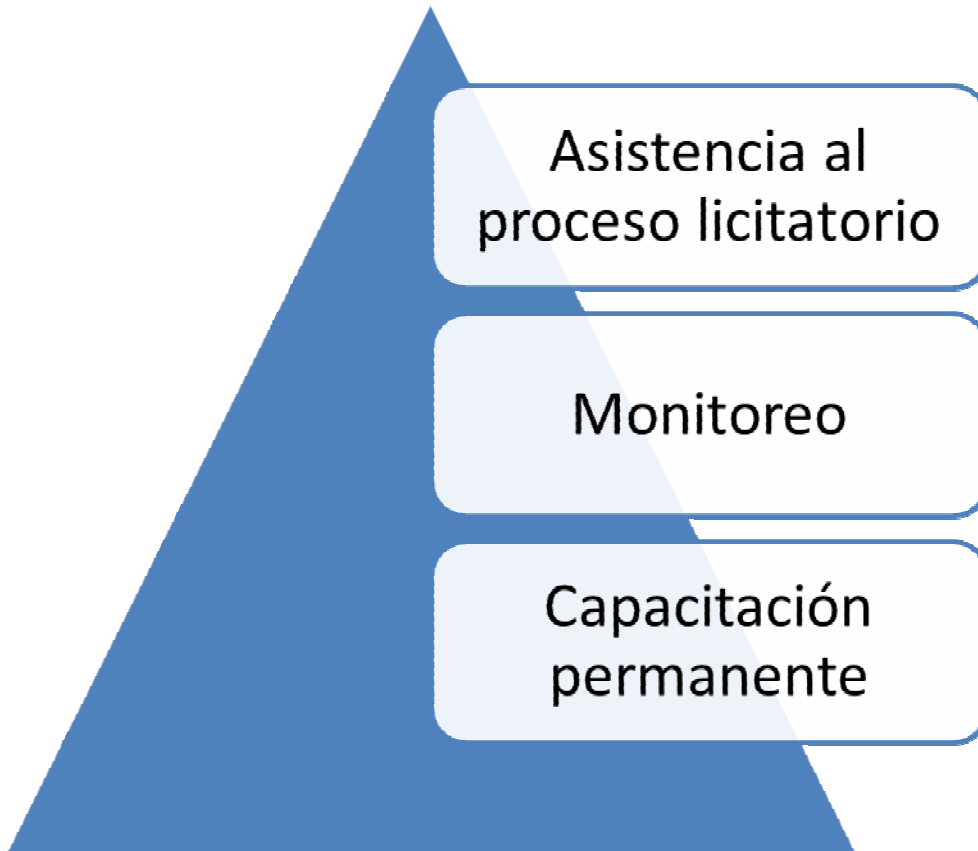 Asistencia al
proceso licitatorio
Monitoreo
Capacitación
permanente